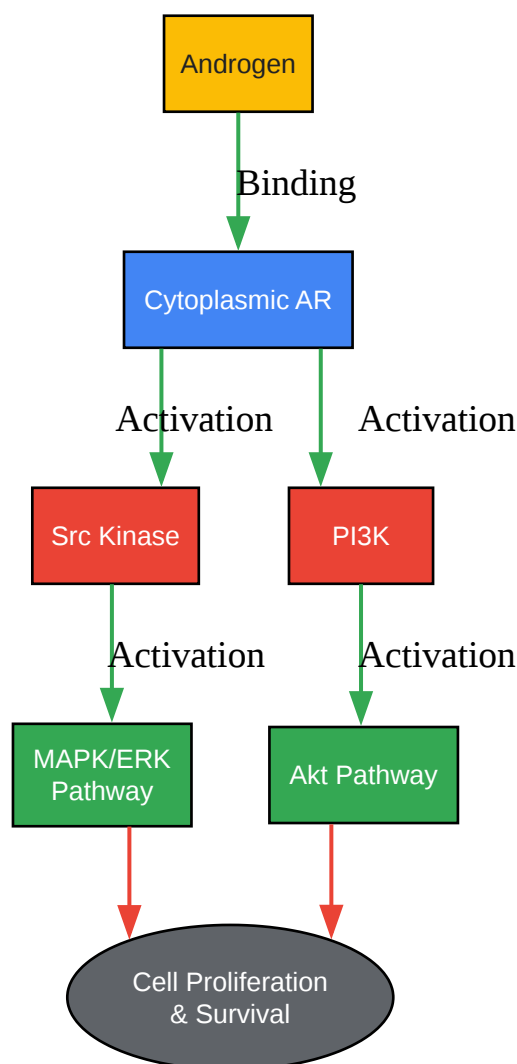 Androgen
Binding
Cytoplasmic AR
Activation
Activation
Src Kinase
PI3K
Activation
Activation
MAPK/ERK
Pathway
Akt Pathway
Cell Proliferation
& Survival